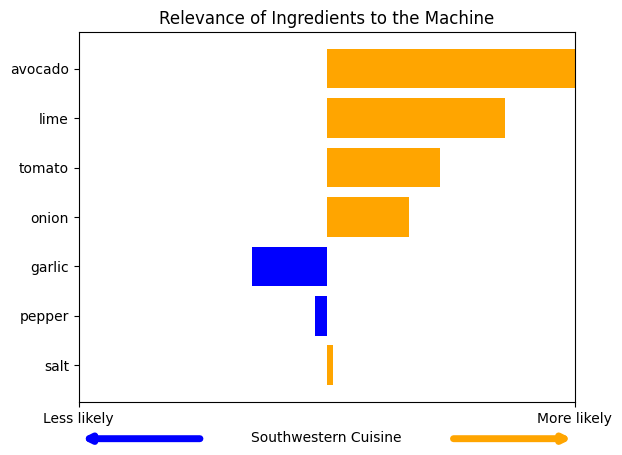 Relevance of Ingredients to the Machine
avocado
lime
tomato
onion
garlic
pepper
salt
Less likely More likely
Southwestern Cuisine